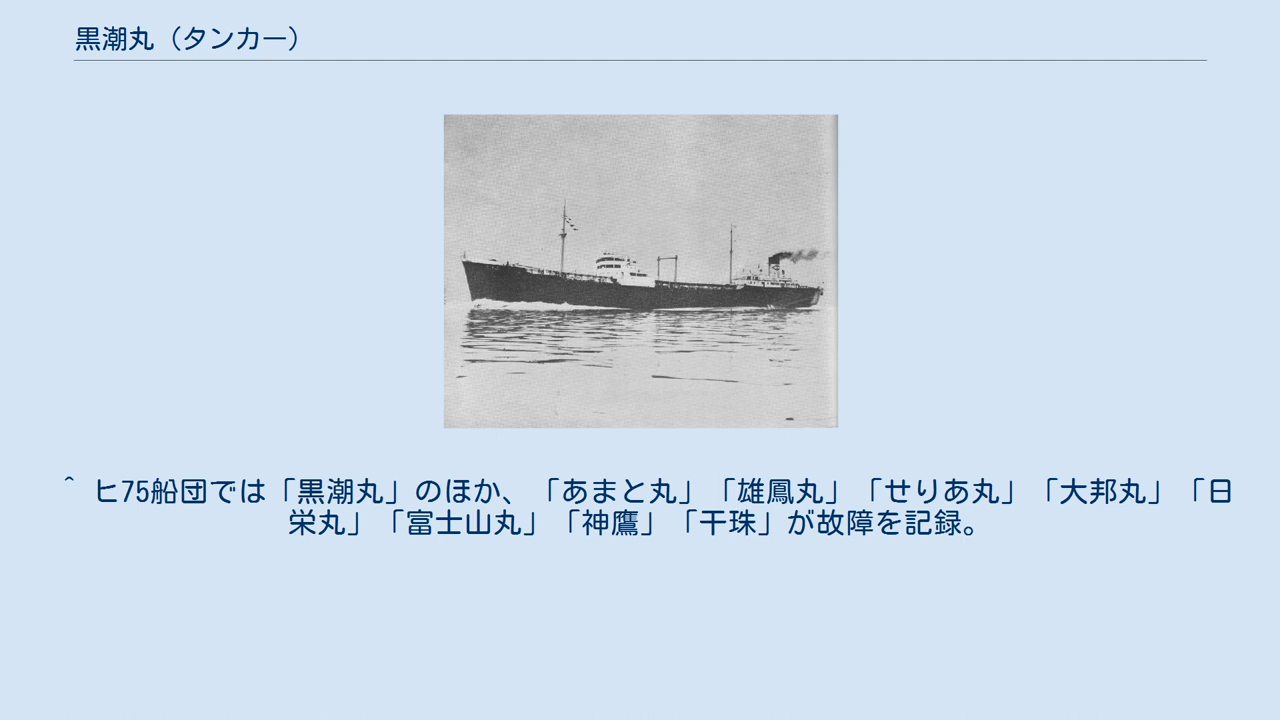 黒潮丸（タンカー）
^ ヒ75船団では「黒潮丸」のほか、「あまと丸」「雄鳳丸」「せりあ丸」「大邦丸」「日
栄丸」「富士山丸」「神鷹」「干珠」が故障を記録。